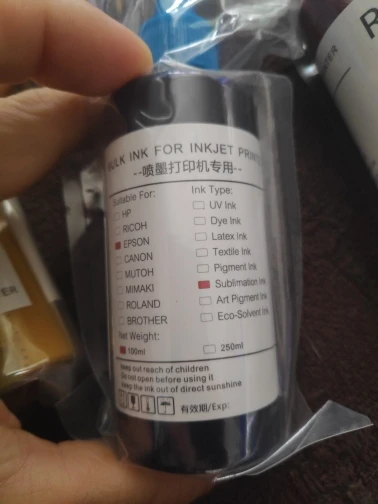 BULK INK FOR INKJET PRIN
--喷墨打印机专用--
Suitable For:
HP
RICOH
EPSON
CANON
MUTOH
MIMAKI
ROLAND
BROTHER
Ink Type:
UV Ink
Dye Ink
Latex Ink
Textile Ink
Pigment Ink
Sublimation Ink
Art Pigment Ink
Eco-Solvent Ink
Net Weight:
100ml
250ml
keep out reach of children
Do not open before using it
keep the ink out of direct sunshine
有效期/Exp: